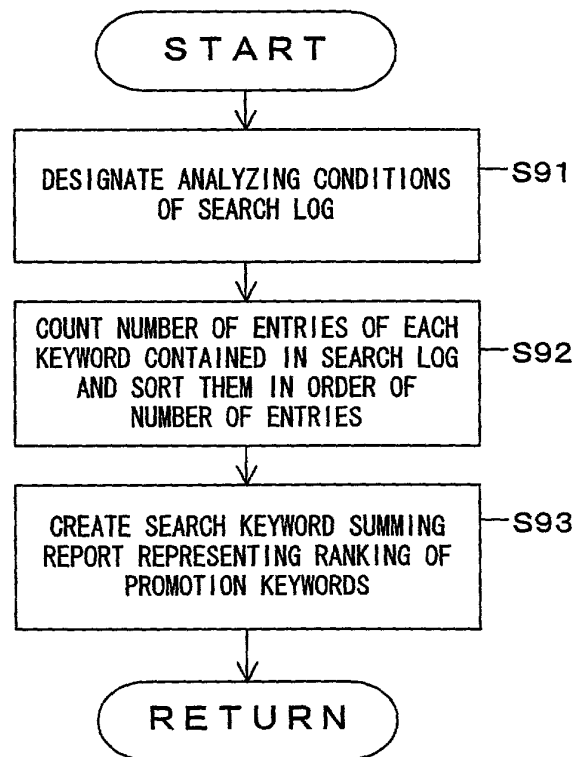 START
DESIGNATE ANALYZING CONDITIONS
OF SEARCH LOG
S91
COUNT NUMBER OF ENTRIES OF EACH
KEYWORD CONTAINED IN SEARCH LOG
AND SORT THEM IN ORDER OF
NUMBER OF ENTRIES
S92
CREATE SEARCH KEYWORD SUMMING
REPORT REPRESENTING RANKING OF
PROMOTION KEYWORDS
S93
RETURN